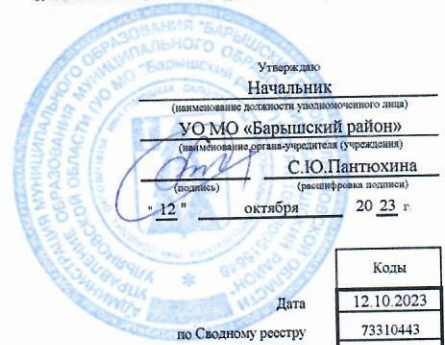 Утверждаю
Начальник
(наименование должности уполномоченного лица)
УО МО «Барышский район»
(наименование органа-учредителя (учреждения)
С.Ю.Пантюхина
(подпись) (расшифровка подписи)
" 12 " октября 20 23 г.
Коды
Дата 12.10.2023
по Сводному реестру 73310443